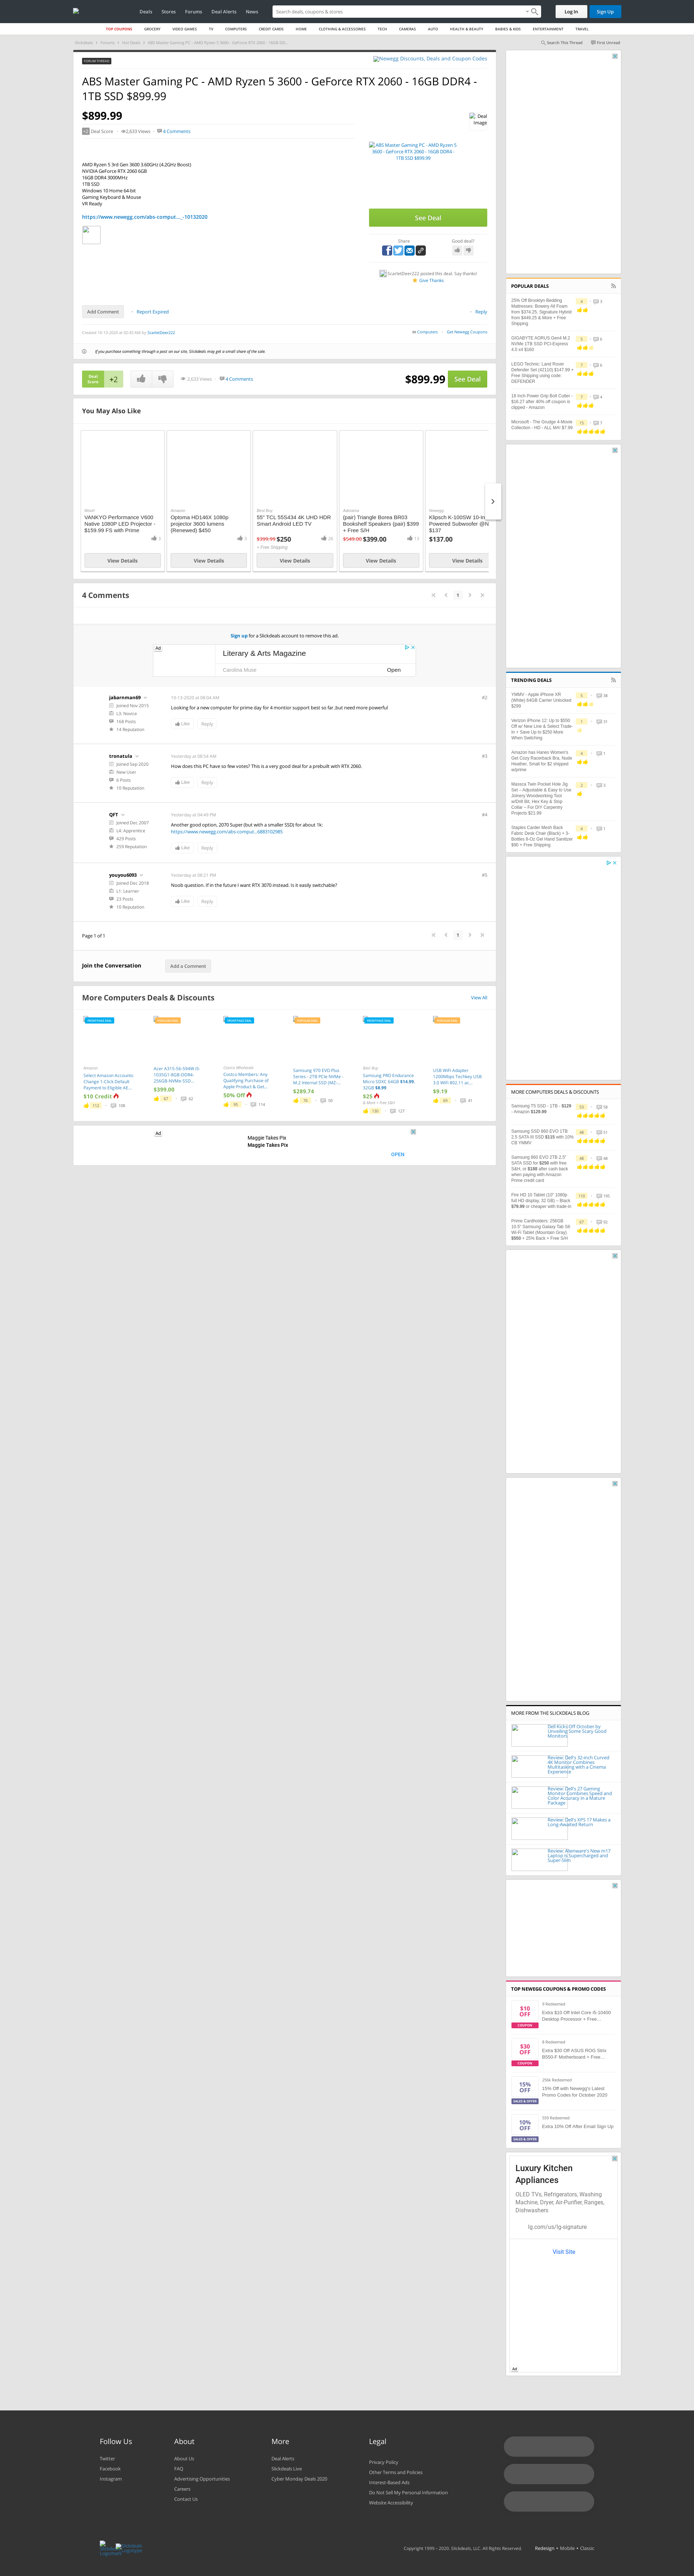 Deals Stores Forums Deal Alerts News
Search deals, coupons & stores
Log In Sign Up
TOP COUPONS GROCERY VIDEO GAMES TV COMPUTERS CREDIT CARDS HOME CLOTHING & ACCESSORIES TECH CAMERAS AUTO HEALTH & BEAUTY BABIES & KIDS ENTERTAINMENT TRAVEL
Search This Thread First Unread
FORUM THREAD
Newegg Discounts, Deals and Coupon Codes
ABS Master Gaming PC - AMD Ryzen 5 3600 - GeForce RTX 2060 - 16GB DDR4 -
1TB SSD $899.99
$899.99
Deal Image
+2 Deal Score 2,633 Views 4 Comments
ABS Master Gaming PC - AMD Ryzen 5
3600 - GeForce RTX 2060 - 16GB DDR4 -
1TB SSD $899.99
AMD Ryzen 5 3rd Gen 3600 3.60GHz (4.2GHz Boost)
NVIDIA GeForce RTX 2060 6GB
16GB DDR4 3000MHz
1TB SSD
Windows 10 Home 64-bit
Gaming Keyboard & Mouse
VR Ready
https://www.newegg.com/abs-comput..._-10132020
See Deal
Share Good deal?
ScarletDeer222 posted this deal. Say thanks!
Give Thanks
Add Comment Report Expired Reply
Created 10-13-2020 at 02:43 AM by ScarletDeer222
Computers Get Newegg Coupons
If you purchase something through a post on our site, Slickdeals may get a small share of the sale.
Deal Score +2 2,633 Views 4 Comments $899.99 See Deal
You May Also Like
Woot!
VANKYO Performance V600
Native 1080P LED Projector -
$159.99 FS with Prime
View Details
Amazon
Optoma HD146X 1080p
projector 3600 lumens
(Renewed) $450
View Details
Best Buy
55" TCL 55S434 4K UHD HDR
Smart Android LED TV
$399.99 $250
+ Free Shipping
View Details
Adorama
(pair) Triangle Borea BR03
Bookshelf Speakers (pair) $399
+ Free S/H
$549.00 $399.00
View Details
Newegg
Klipsch K-100SW 10-In
Powered Subwoofer @N
$137
$137.00
View Details
4 Comments
1
Sign up for a Slickdeals account to remove this ad.
Ad
Literary & Arts Magazine
Carolina Muse Open
jabarnman69 10-13-2020 at 08:04 AM #2
Joined Nov 2015
L3: Novice
168 Posts
14 Reputation
Looking for a new computer for prime day for 4 monitor support best so far ,but need more powerful
Like Reply
tronatula Yesterday at 08:54 AM #3
Joined Sep 2020
New User
6 Posts
10 Reputation
How does this PC have so few votes? This is a very good deal for a prebuilt with RTX 2060.
Like Reply
QFT Yesterday at 04:49 PM #4
Joined Dec 2007
L4: Apprentice
429 Posts
259 Reputation
Another good option, 2070 Super (but with a smaller SSD) for about 1k:
https://www.newegg.com/abs-comput...6883102985
Like Reply
youyou6093 Yesterday at 08:21 PM #5
Joined Dec 2018
L1: Learner
23 Posts
10 Reputation
Noob question. If in the future I want RTX 3070 instead. Is it easily switchable?
Like Reply
Page 1 of 1
1
Join the Conversation Add a Comment
More Computers Deals & Discounts View All
Amazon
Select Amazon Accounts:
Change 1-Click Default
Payment to Eligible AE...
$10 Credit
112 108
Acer A315-56-594W i5-
1035G1 8GB-DDR4-
256GB-NVMe-SSD...
$399.00
67 62
Costco Wholesale
Costco Members: Any
Qualifying Purchase of
Apple Product & Get...
50% Off
95 114
Samsung 970 EVO Plus
Series - 2TB PCIe NVMe -
M.2 Internal SSD (MZ-...
$289.74
76 50
Best Buy
Samsung PRO Endurance
Micro SDXC 64GB $14.99,
32GB $8.99
$25
& More + Free S/H
130 127
USB WiFi Adapter
1200Mbps Techkey USB
3.0 WiFi 802.11 ac...
$9.19
69 41
Ad
Maggie Takes Pix
Maggie Takes Pix
OPEN
POPULAR DEALS
25% Off Brooklyn Bedding
Mattresses: Bowery All Foam
from $374.25, Signature Hybrid
from $449.25 & More + Free
Shipping
GIGABYTE AORUS Gen4 M.2
NVMe 1TB SSD PCI-Express
4.0 x4 $160
LEGO Technic: Land Rover
Defender Set (42110) $147.99 +
Free Shipping using code:
DEFENDER
18 inch Power Grip Bolt Cutter -
$16.27 after 40% off coupon is
clipped - Amazon
Microsoft - The Grudge 4-Movie
Collection - HD - ALL MA! $7.99
TRENDING DEALS
YMMV - Apple iPhone XR
(White) 64GB Carrier Unlocked
$299
Verizon iPhone 12: Up to $550
Off w/ New Line & Select Trade-
In + Save Up to $250 More
When Switching
Amazon has Hanes Women's
Get Cozy Racerback Bra, Nude
Heather, Small for $2 shipped
w/prime
Massca Twin Pocket Hole Jig
Set – Adjustable & Easy to Use
Joinery Woodworking Tool
w/Drill Bit, Hex Key & Stop
Collar – For DIY Carpentry
Projects $21.99
Staples Carder Mesh Back
Fabric Desk Chair (Black) + 3-
Bottles 8-Oz Gel Hand Sanitizer
$90 + Free Shipping
MORE COMPUTERS DEALS & DISCOUNTS
Samsung T5 SSD - 1TB - $129
- Amazon $129.99
Samsung SSD 860 EVO 1TB
2.5 SATA III SSD $115 with 10%
CB YMMV
Samsung 860 EVO 2TB 2.5"
SATA SSD for $250 with free
S&H, or $188 after cash back
when paying with Amazon
Prime credit card
Fire HD 10 Tablet (10" 1080p
full HD display, 32 GB) – Black
$79.99 or cheaper with trade-in
Prime Cardholders: 256GB
10.5" Samsung Galaxy Tab S6
Wi-Fi Tablet (Mountain Gray)
$550 + 25% Back + Free S/H
MORE FROM THE SLICKDEALS BLOG
Dell Kicks Off October by
Unveiling Some Scary Good
Monitors
Review: Dell's 32-inch Curved
4K Monitor Combines
Multitasking with a Cinema
Experience
Review: Dell's 27 Gaming
Monitor Combines Speed and
Color Accuracy in a Mature
Package
Review: Dell's XPS 17 Makes a
Long-Awaited Return
Review: Alienware's New m17
Laptop is Supercharged and
Super-Slim
TOP NEWEGG COUPONS & PROMO CODES
$10 OFF COUPON
9 Redeemed
Extra $10 Off Intel Core i5-10400
Desktop Processor + Free...
$30 OFF COUPON
8 Redeemed
Extra $30 Off ASUS ROG Strix
B550-F Motherboard + Free...
15% OFF SALES & OFFER
256k Redeemed
15% Off with Newegg's Latest
Promo Codes for October 2020
10% OFF SALES & OFFER
559 Redeemed
Extra 10% Off After Email Sign Up
Luxury Kitchen
Appliances
OLED TVs, Refrigerators, Washing
Machine, Dryer, Air-Purifier, Ranges,
Dishwashers
lg.com/us/lg-signature
Visit Site
Ad
Follow Us
Twitter
Facebook
Instagram
About
About Us
FAQ
Advertising Opportunities
Careers
Contact Us
More
Deal Alerts
Slickdeals Live
Cyber Monday Deals 2020
Legal
Privacy Policy
Other Terms and Policies
Interest-Based Ads
Do Not Sell My Personal Information
Website Accessibility
Copyright 1999 – 2020. Slickdeals, LLC. All Rights Reserved. Redesign • Mobile • Classic